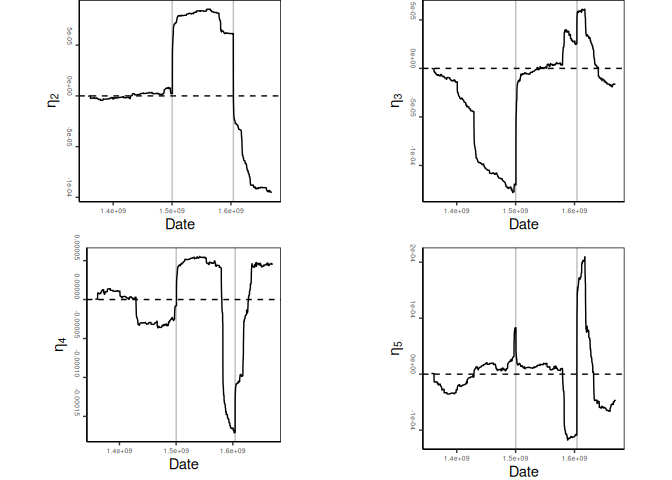 η2
5e-05
0e+00
-5e-05
-1e-04
1.4e+09
1.5e+09
1.6e+09
Date
η3
5e-05
0e+00
-5e-05
-1e-04
1.4e+09
1.5e+09
1.6e+09
Date
η4
0.00005
0.00000
-0.00005
-0.00010
-0.00015
1.4e+09
1.5e+09
1.6e+09
Date
η5
2e-04
1e-04
0e+00
-1e-04
1.4e+09
1.5e+09
1.6e+09
Date